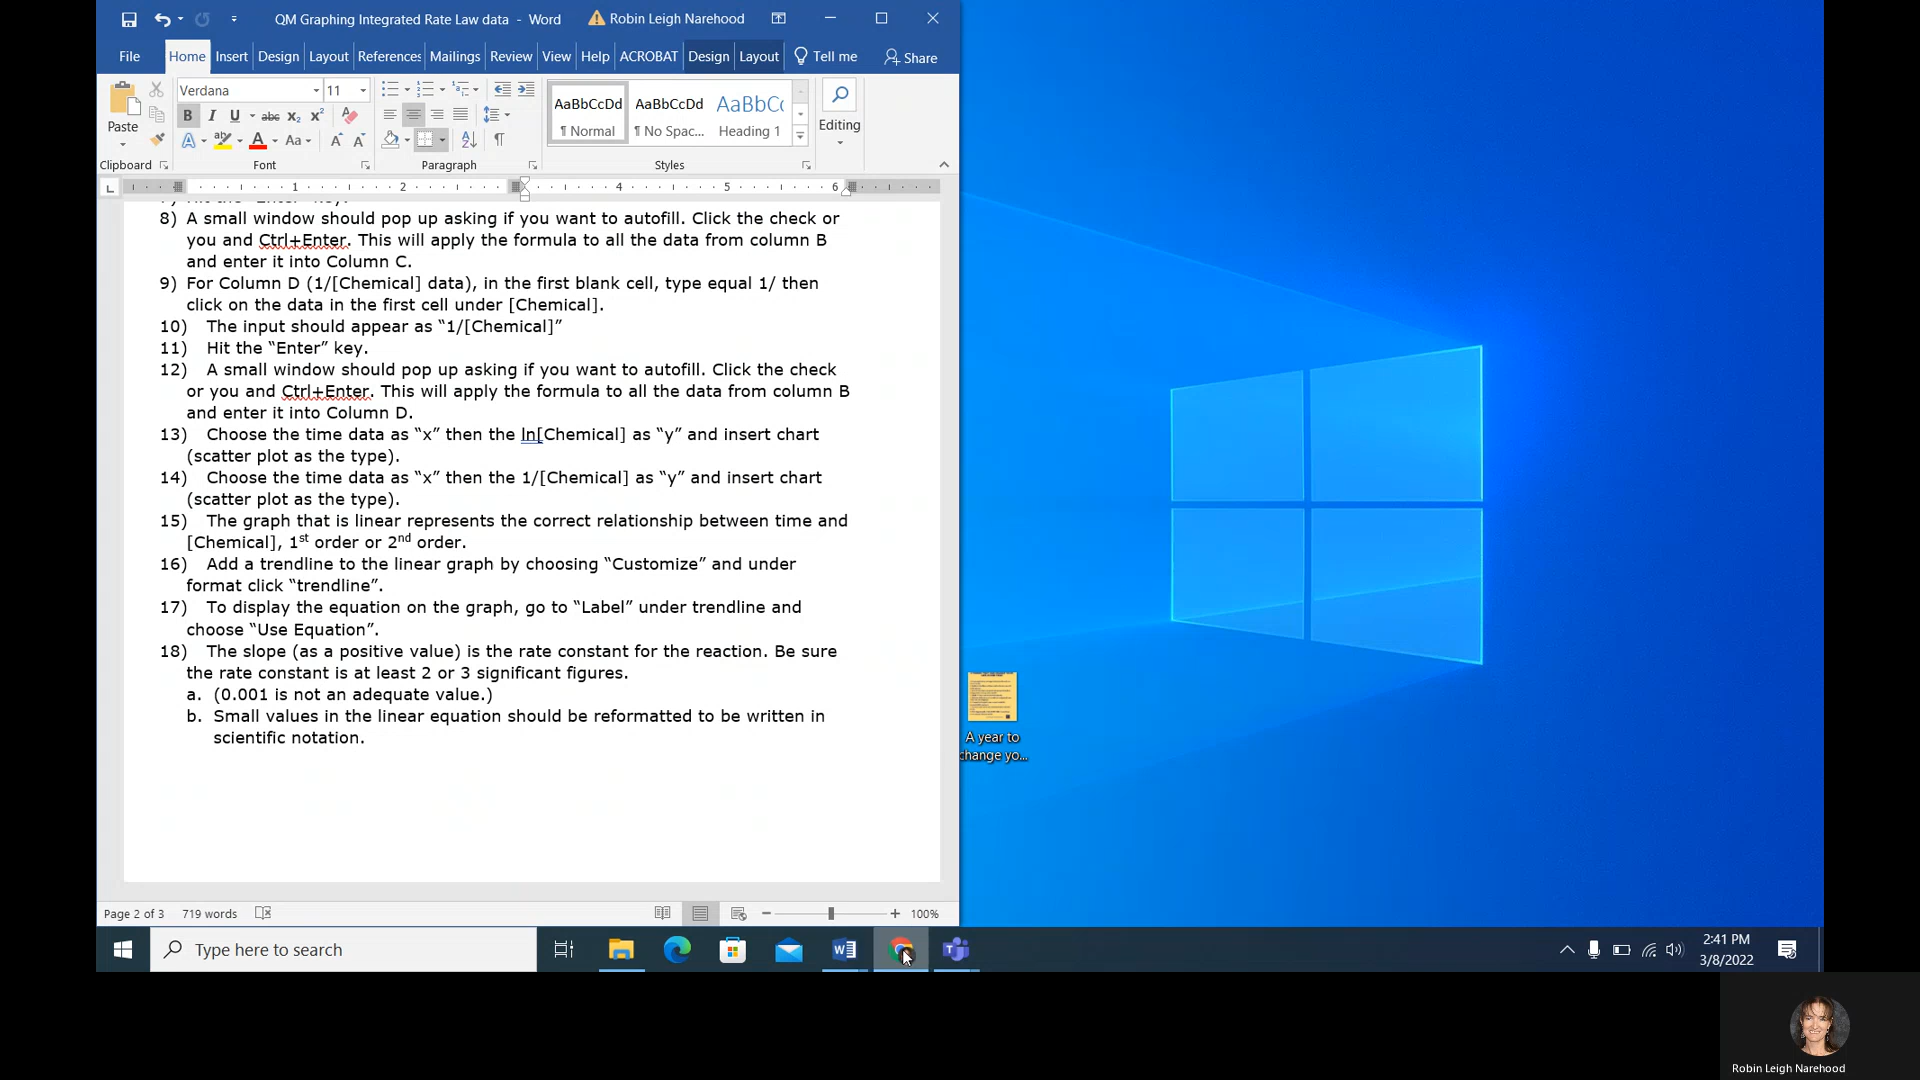 QM Graphing Integrated Rate Law data - Word
Robin Leigh Narehood
File Home Insert Design Layout References Mailings Review View Help ACROBAT Design Layout Tell me Share
Verdana 11
AaBbCcDd AaBbCcDd AaBbCc
¶ Normal ¶ No Spac... Heading 1
Paste
Editing
Clipboard Font Paragraph Styles
1 2 4 5 6
8) A small window should pop up asking if you want to autofill. Click the check or
you and Ctrl+Enter. This will apply the formula to all the data from column B
and enter it into Column C.
9) For Column D (1/[Chemical] data), in the first blank cell, type equal 1/ then
click on the data in the first cell under [Chemical].
10) The input should appear as “1/[Chemical]”
11) Hit the “Enter” key.
12) A small window should pop up asking if you want to autofill. Click the check
or you and Ctrl+Enter. This will apply the formula to all the data from column B
and enter it into Column D.
13) Choose the time data as “x” then the ln[Chemical] as “y” and insert chart
(scatter plot as the type).
14) Choose the time data as “x” then the 1/[Chemical] as “y” and insert chart
(scatter plot as the type).
15) The graph that is linear represents the correct relationship between time and
[Chemical], 1st order or 2nd order.
16) Add a trendline to the linear graph by choosing “Customize” and under
format click “trendline”.
17) To display the equation on the graph, go to “Label” under trendline and
choose “Use Equation”.
18) The slope (as a positive value) is the rate constant for the reaction. Be sure
the rate constant is at least 2 or 3 significant figures.
a. (0.001 is not an adequate value.)
b. Small values in the linear equation should be reformatted to be written in
scientific notation.
A year to
change yo...
Page 2 of 3 719 words 100%
Type here to search
2:41 PM
3/8/2022
Robin Leigh Narehood